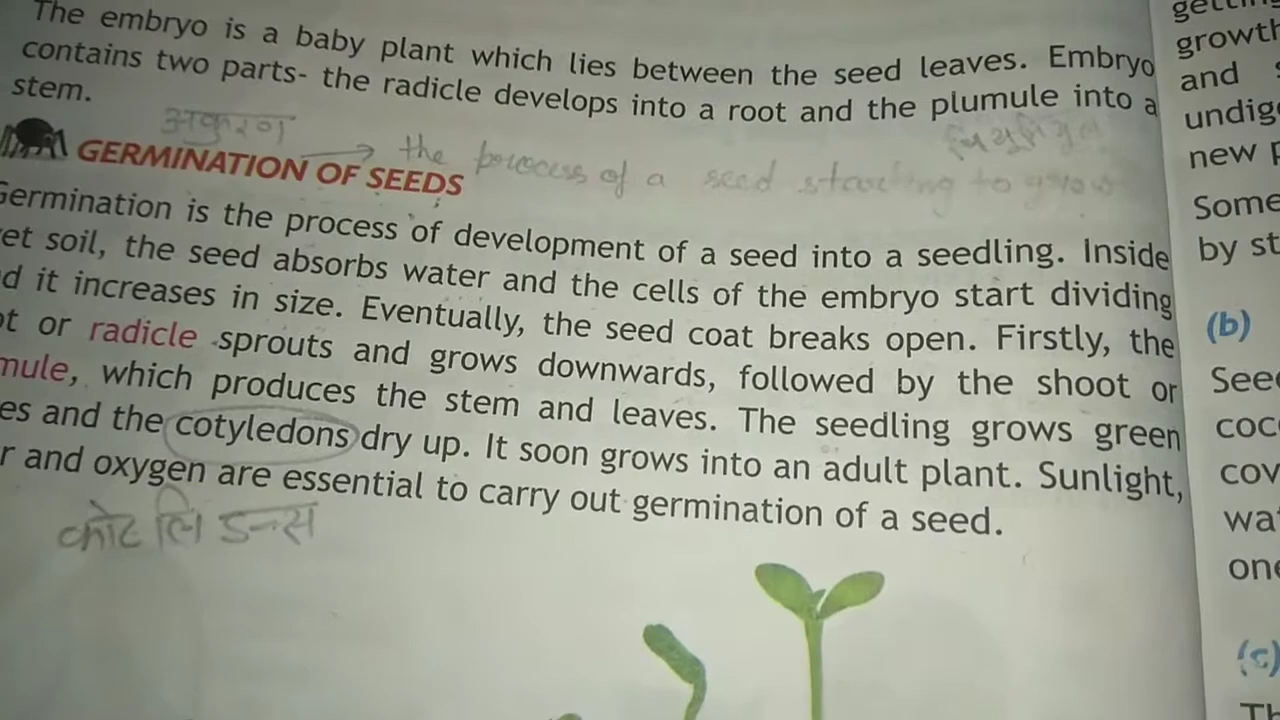 The embryo is a baby plant which lies between the seed leaves. Embryo
contains two parts- the radicle develops into a root and the plumule into a
stem.
अकुरण
GERMINATION OF SEEDS → the process of a seed starting to grow
Germination is the process of development of a seed into a seedling. Inside
et soil, the seed absorbs water and the cells of the embryo start dividing
d it increases in size. Eventually, the seed coat breaks open. Firstly, the
ot or radicle sprouts and grows downwards, followed by the shoot or
mule, which produces the stem and leaves. The seedling grows green
es and the cotyledons dry up. It soon grows into an adult plant. Sunlight,
r and oxygen are essential to carry out germination of a seed.
कोट लि डन्स
growth
and
undig
new p
Some
by st
(b)
See
coc
cov
wa
one
(c)
Th